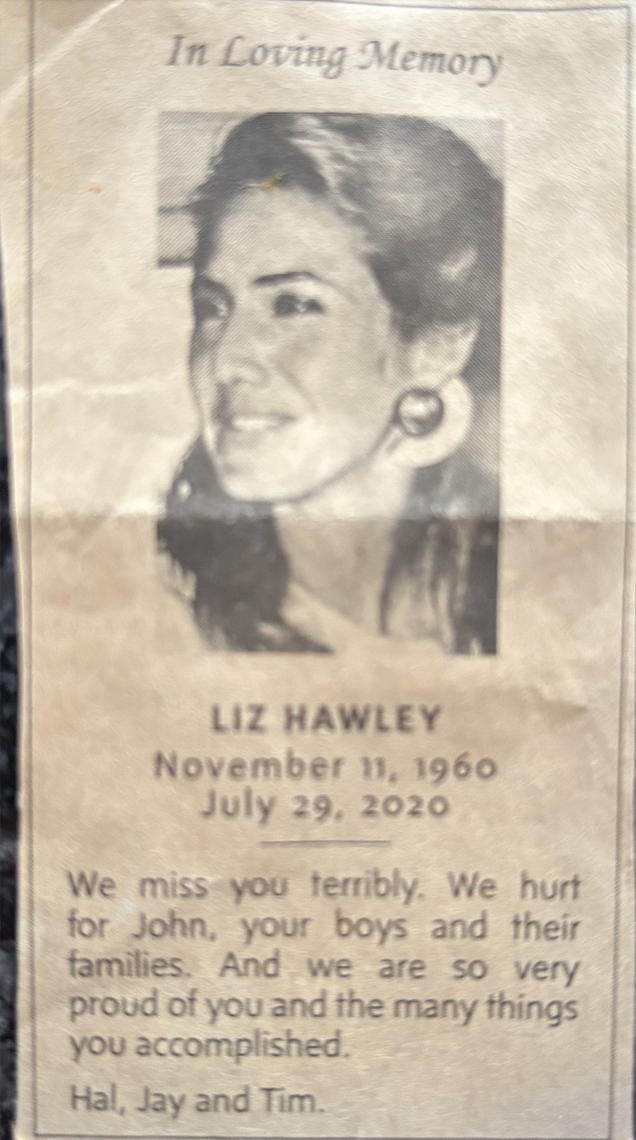 In Loving Memory
LIZ HAWLEY
November 11, 1960
July 29, 2020
We miss you terribly. We hurt
for John, your boys and their
families. And we are so very
proud of you and the many things
you accomplished.
Hal, Jay and Tim.